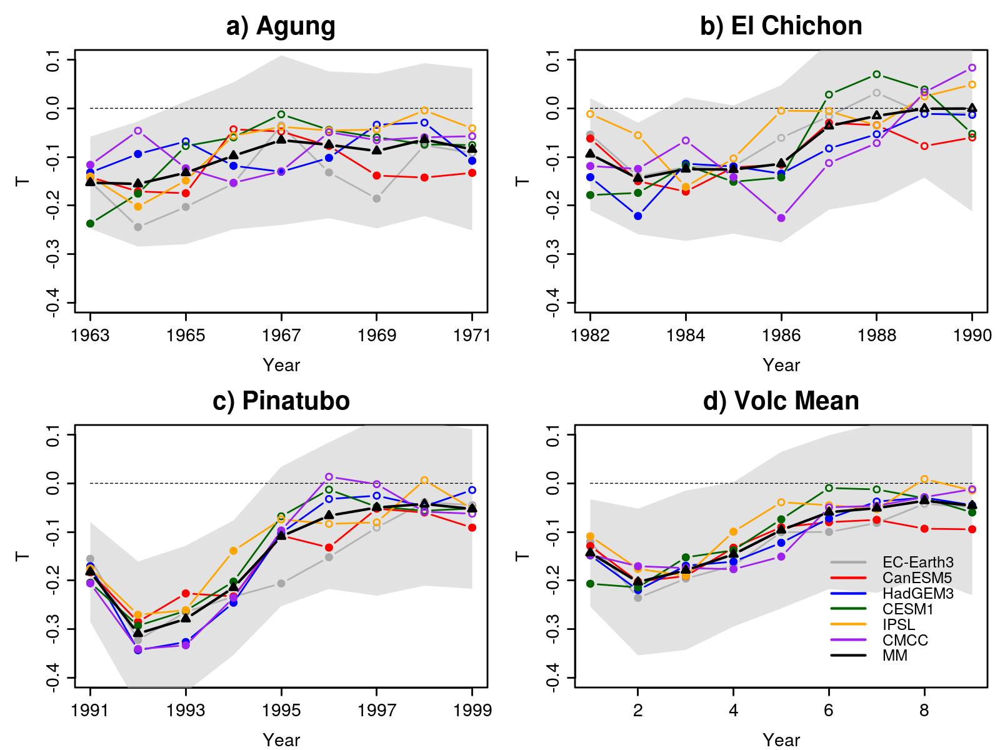 a) Agung
0.1
0.0
-0.1
-0.2
-0.3
-0.4
T
1963 1965 1967 1969 1971
Year
b) El Chichon
0.1
0.0
-0.1
-0.2
-0.3
-0.4
T
1982 1984 1986 1988 1990
Year
c) Pinatubo
0.1
0.0
-0.1
-0.2
-0.3
-0.4
T
1991 1993 1995 1997 1999
Year
d) Volc Mean
0.1
0.0
-0.1
-0.2
-0.3
-0.4
T
EC-Earth3
CanESM5
HadGEM3
CESM1
IPSL
CMCC
MM
2 4 6 8
Year